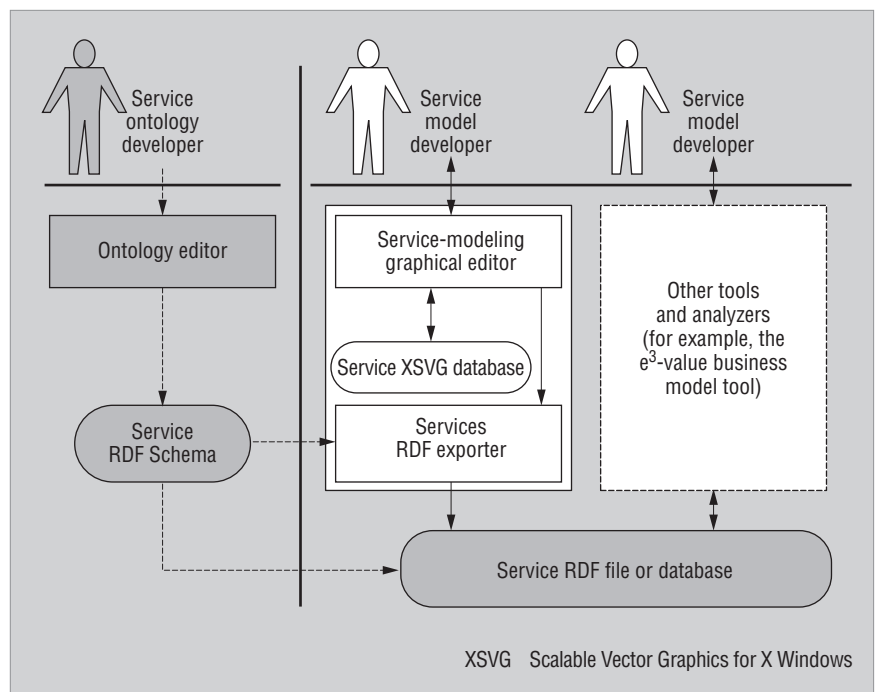 Service
ontology
developer
Service
model
developer
Service
model
developer
Ontology editor
Service-modeling
graphical editor
Other tools
and analyzers
(for example, the
e³-value business
model tool)
Service XSVG database
Service
RDF Schema
Services
RDF exporter
Service RDF file or database
XSVG Scalable Vector Graphics for X Windows